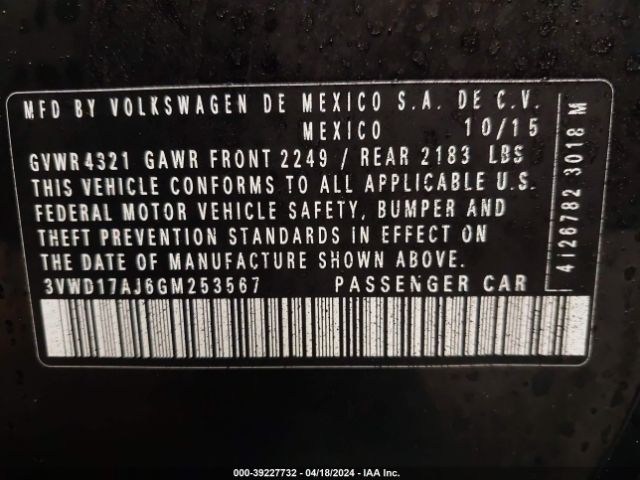 MFD BY VOLKSWAGEN DE MEXICO S.A. DE C.V.
MEXICO 10/15
GVWR4321 GAWR FRONT 2249 / REAR 2183 LBS
THIS VEHICLE CONFORMS TO ALL APPLICABLE U.S.
FEDERAL MOTOR VEHICLE SAFETY, BUMPER AND
THEFT PREVENTION STANDARDS IN EFFECT ON
THE DATE OF MANUFACTURE SHOWN ABOVE.
3VWD17AJ6GM253567 PASSENGER CAR
4i26782 3018 M
000-39227732 - 04/18/2024 - IAA Inc.